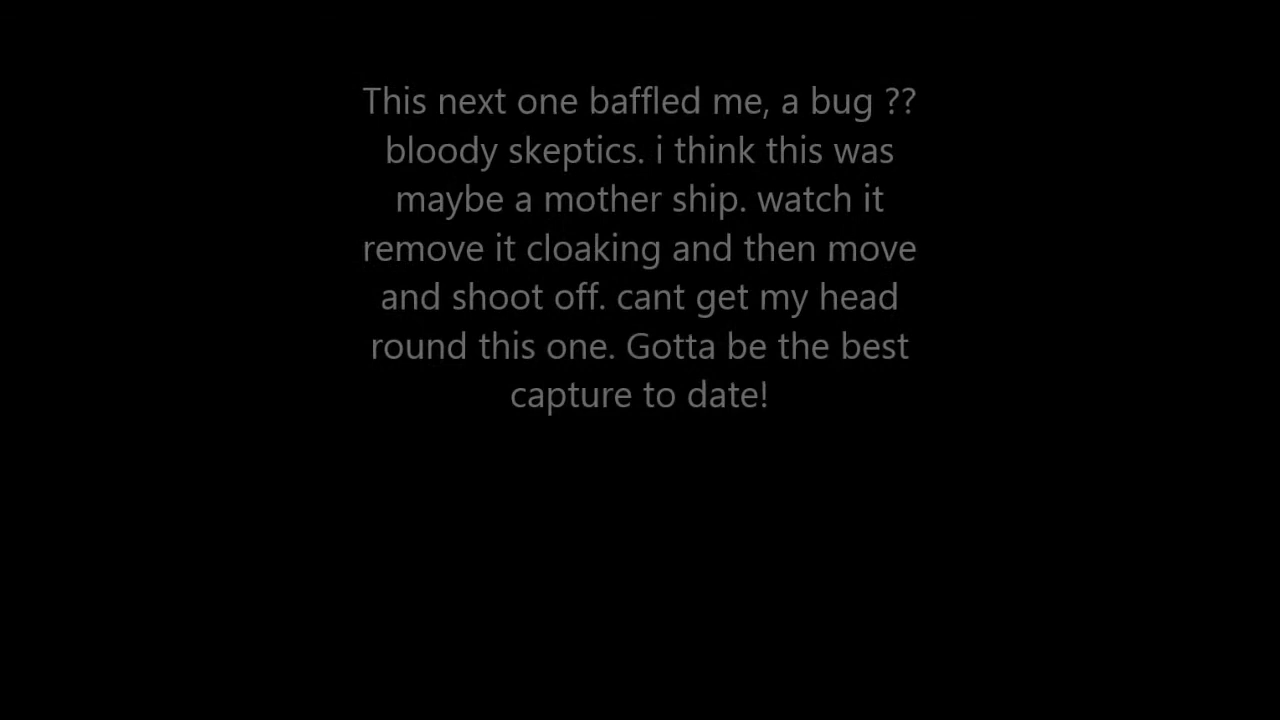 This next one baffled me, a bug ??
bloody skeptics. i think this was
maybe a mother ship. watch it
remove it cloaking and then move
and shoot off. cant get my head
round this one. Gotta be the best
capture to date!